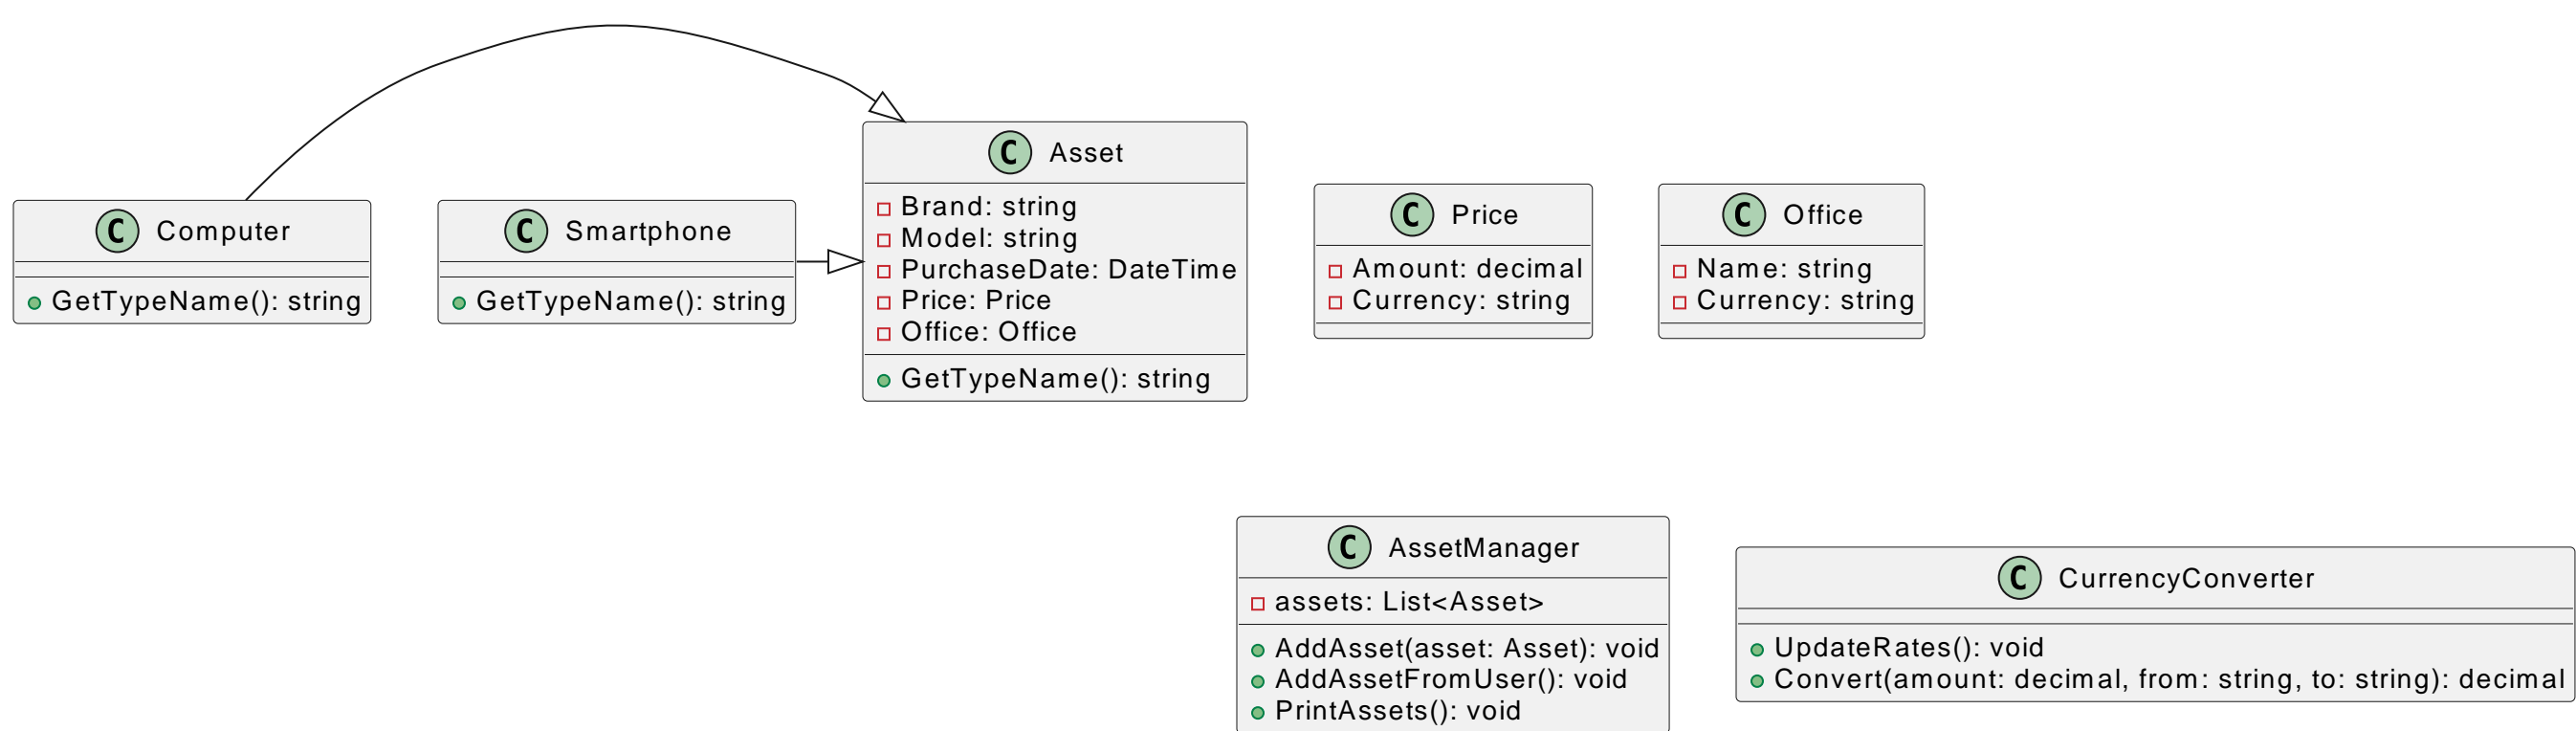 C Computer
GetTypeName(): string
C Smartphone
GetTypeName(): string
C Asset
Brand: string
Model: string
PurchaseDate: DateTime
Price: Price
Office: Office
GetTypeName(): string
C Price
Amount: decimal
Currency: string
C Office
Name: string
Currency: string
C AssetManager
assets: List<Asset>
AddAsset(asset: Asset): void
AddAssetFromUser(): void
PrintAssets(): void
C CurrencyConverter
UpdateRates(): void
Convert(amount: decimal, from: string, to: string): decimal